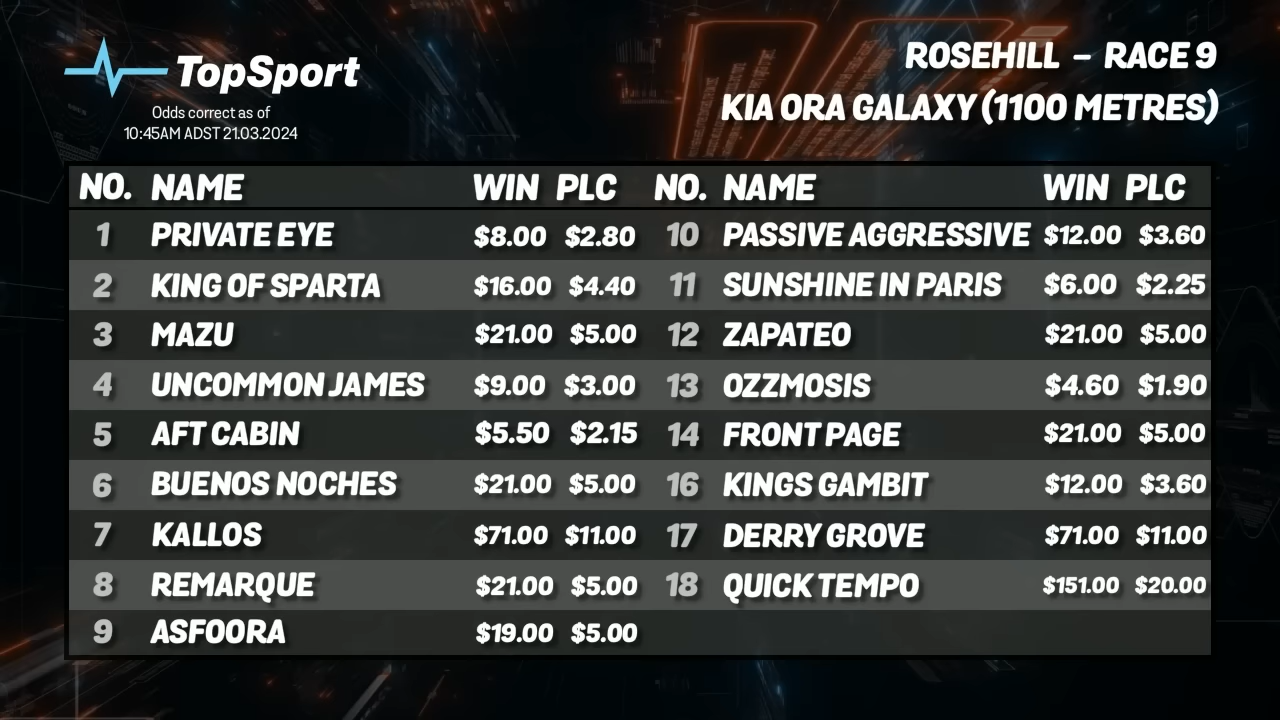 TopSport
Odds correct as of
10:45AM ADST 21.03.2024
ROSEHILL – RACE 9
KIA ORA GALAXY (1100 METRES)
NO. NAME WIN PLC NO. NAME WIN PLC
1 PRIVATE EYE $8.00 $2.80 10 PASSIVE AGGRESSIVE $12.00 $3.60
2 KING OF SPARTA $16.00 $4.40 11 SUNSHINE IN PARIS $6.00 $2.25
3 MAZU $21.00 $5.00 12 ZAPATEO $21.00 $5.00
4 UNCOMMON JAMES $9.00 $3.00 13 OZZMOSIS $4.60 $1.90
5 AFT CABIN $5.50 $2.15 14 FRONT PAGE $21.00 $5.00
6 BUENOS NOCHES $21.00 $5.00 16 KINGS GAMBIT $12.00 $3.60
7 KALLOS $71.00 $11.00 17 DERRY GROVE $71.00 $11.00
8 REMARQUE $21.00 $5.00 18 QUICK TEMPO $151.00 $20.00
9 ASFOORA $19.00 $5.00